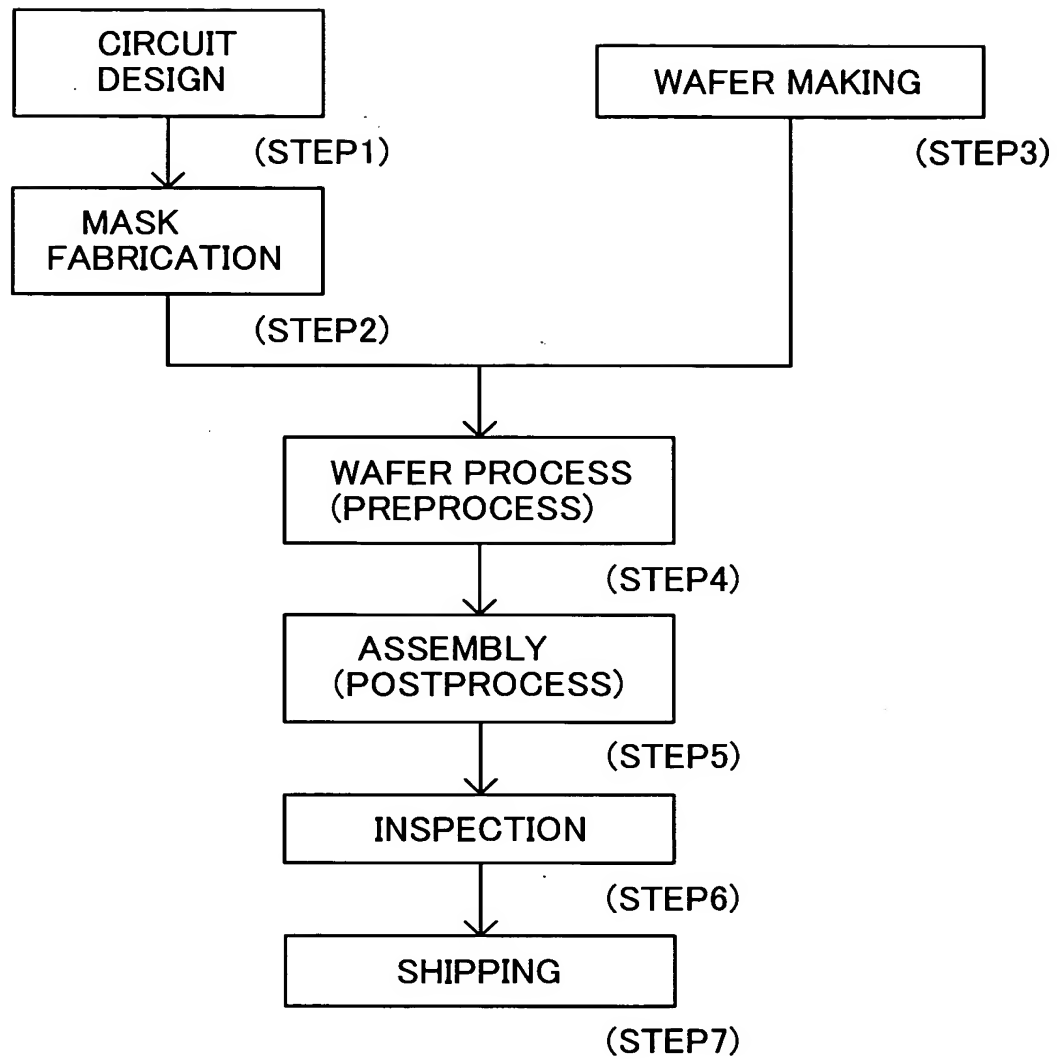 CIRCUIT
DESIGN
(STEP1)
WAFER MAKING
(STEP3)
MASK
FABRICATION
(STEP2)
WAFER PROCESS
(PREPROCESS)
(STEP4)
ASSEMBLY
(POSTPROCESS)
(STEP5)
INSPECTION
(STEP6)
SHIPPING
(STEP7)